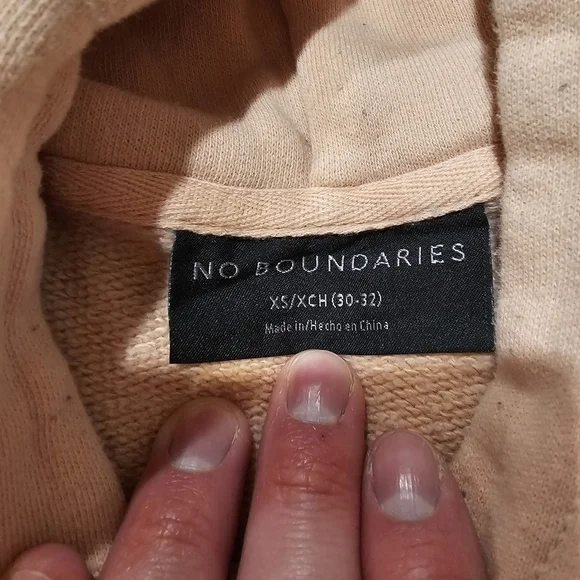 NO BOUNDARIES
XS/XCH (30-32)
Made in/Hecho en China